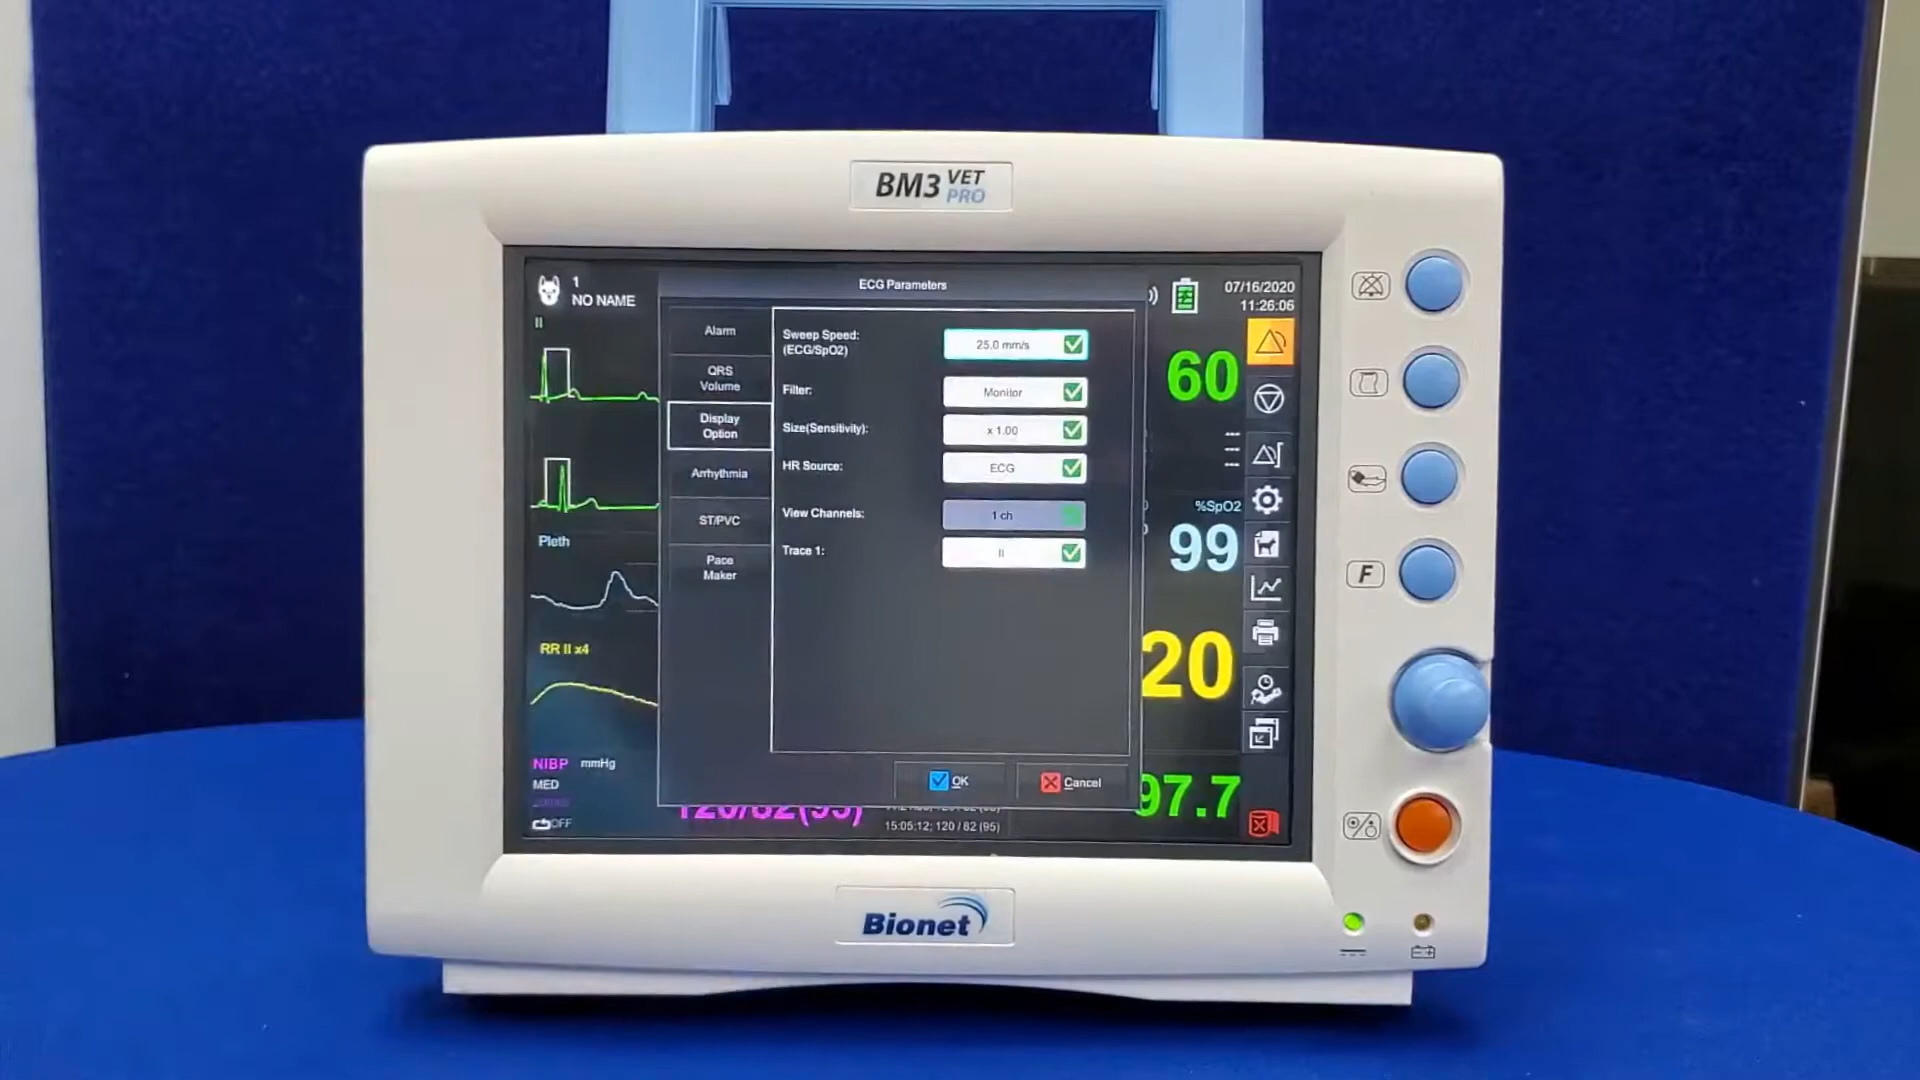 BM3 VET
PRO
1
NO NAME
II
ECG Parameters
07/16/2020
11:26:06
Alarm
QRS
Volume
Display
Option
Arrhythmia
ST/PVC
Pace
Maker
Sweep Speed:
(ECG/SpO2)
25.0 mm/s
Filter:
Monitor
Size(Sensitivity):
x 1.00
HR Source:
ECG
View Channels:
1 ch
Trace 1:
II
OK
Cancel
60
---
---
---
%SpO2
99
20
97.7
Pleth
RR II x4
NIBP mmHg
MED
OFF
120/82(95)
15:05:12; 120 / 82 (95)
F
Bionet